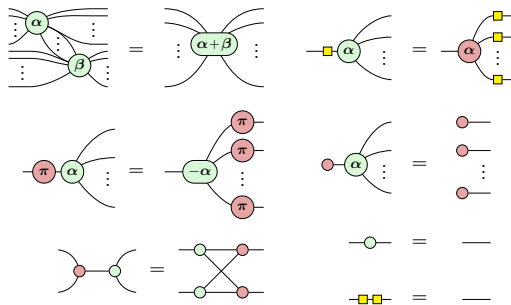 α
β
=
α+β
α
=
α
π
α
=
−α
π
π
π
α
=
=
=
=